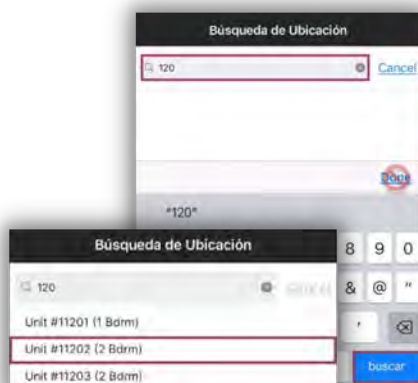 Búsqueda de Ubicación
120 Cancel
Done
"120"
8 9 0
& @ "
'
buscar
Búsqueda de Ubicación
120 Cancel
Unit #11201 (1 Bdrm)
Unit #11202 (2 Bdrm)
Unit #11203 (2 Bdrm)